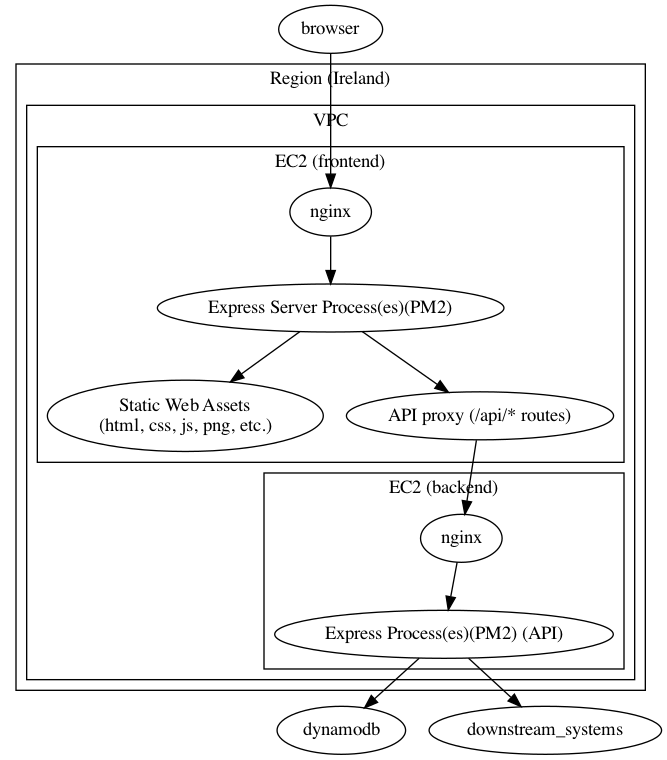 browser
Region (Ireland)
VPC
EC2 (frontend)
nginx
Express Server Process(es)(PM2)
Static Web Assets
(html, css, js, png, etc.)
API proxy (/api/* routes)
EC2 (backend)
nginx
Express Process(es)(PM2) (API)
dynamodb
downstream_systems